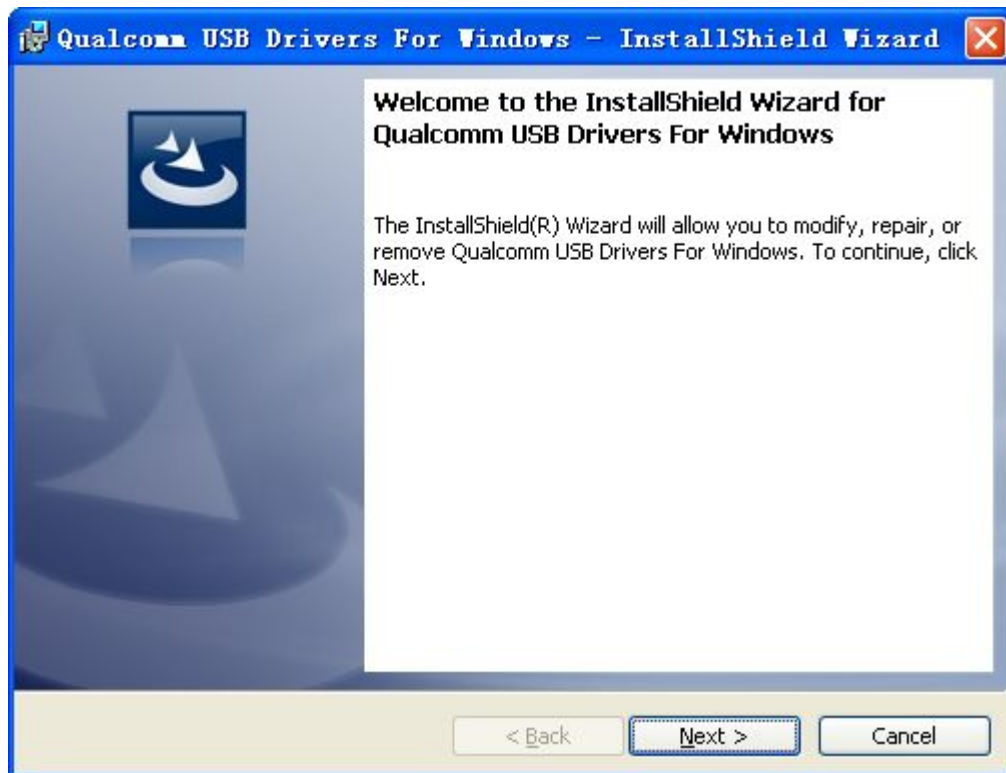 Qualcomm USB Drivers For Windows - InstallShield Wizard
Welcome to the InstallShield Wizard for
Qualcomm USB Drivers For Windows
The InstallShield(R) Wizard will allow you to modify, repair, or
remove Qualcomm USB Drivers For Windows. To continue, click
Next.
< Back
Next >
Cancel